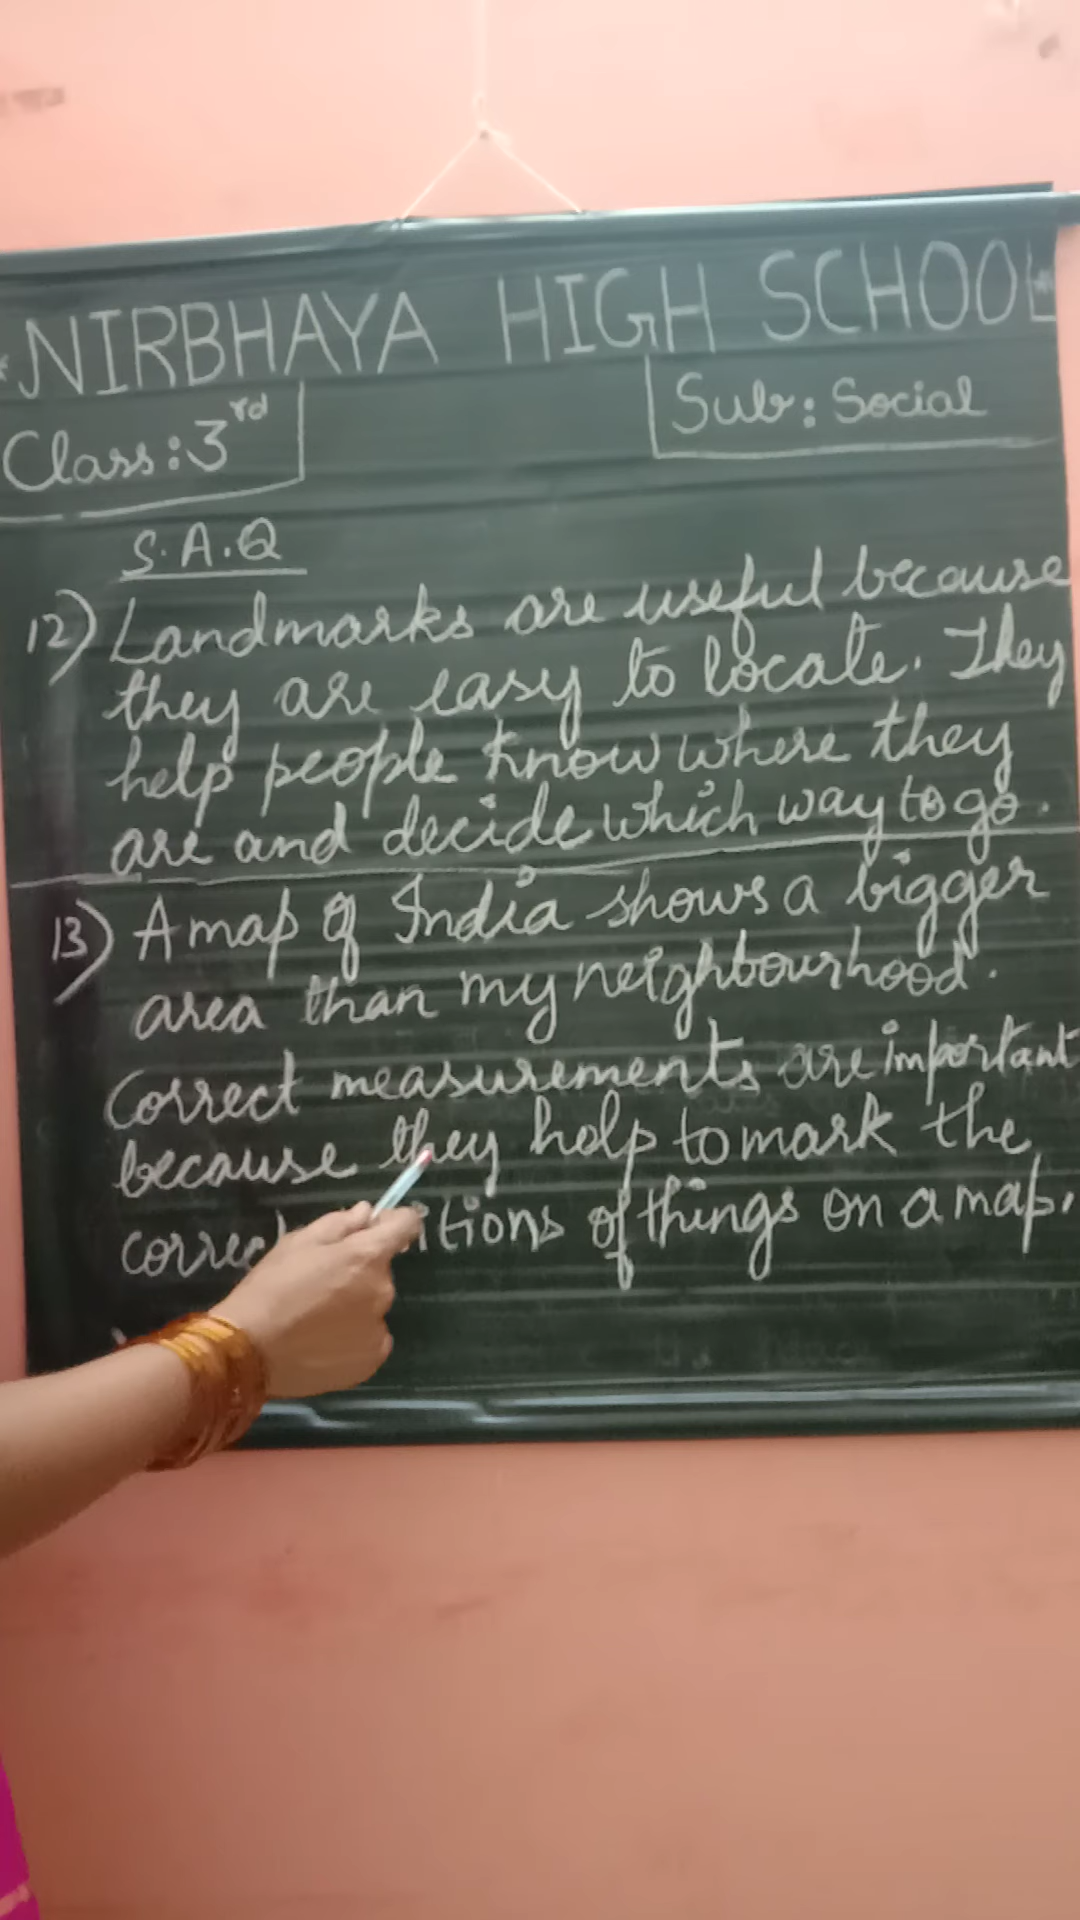 NIRBHAYA HIGH SCHOOL
Class: 3rd
Sub: Social
S.A.Q
12) Landmarks are useful because
they are easy to locate. They
help people know where they
are and decide which way to go.
13) A map of India shows a bigger
area than my neighbourhood.
Correct measurements are important
because they help to mark the
correct itions of things on a map.